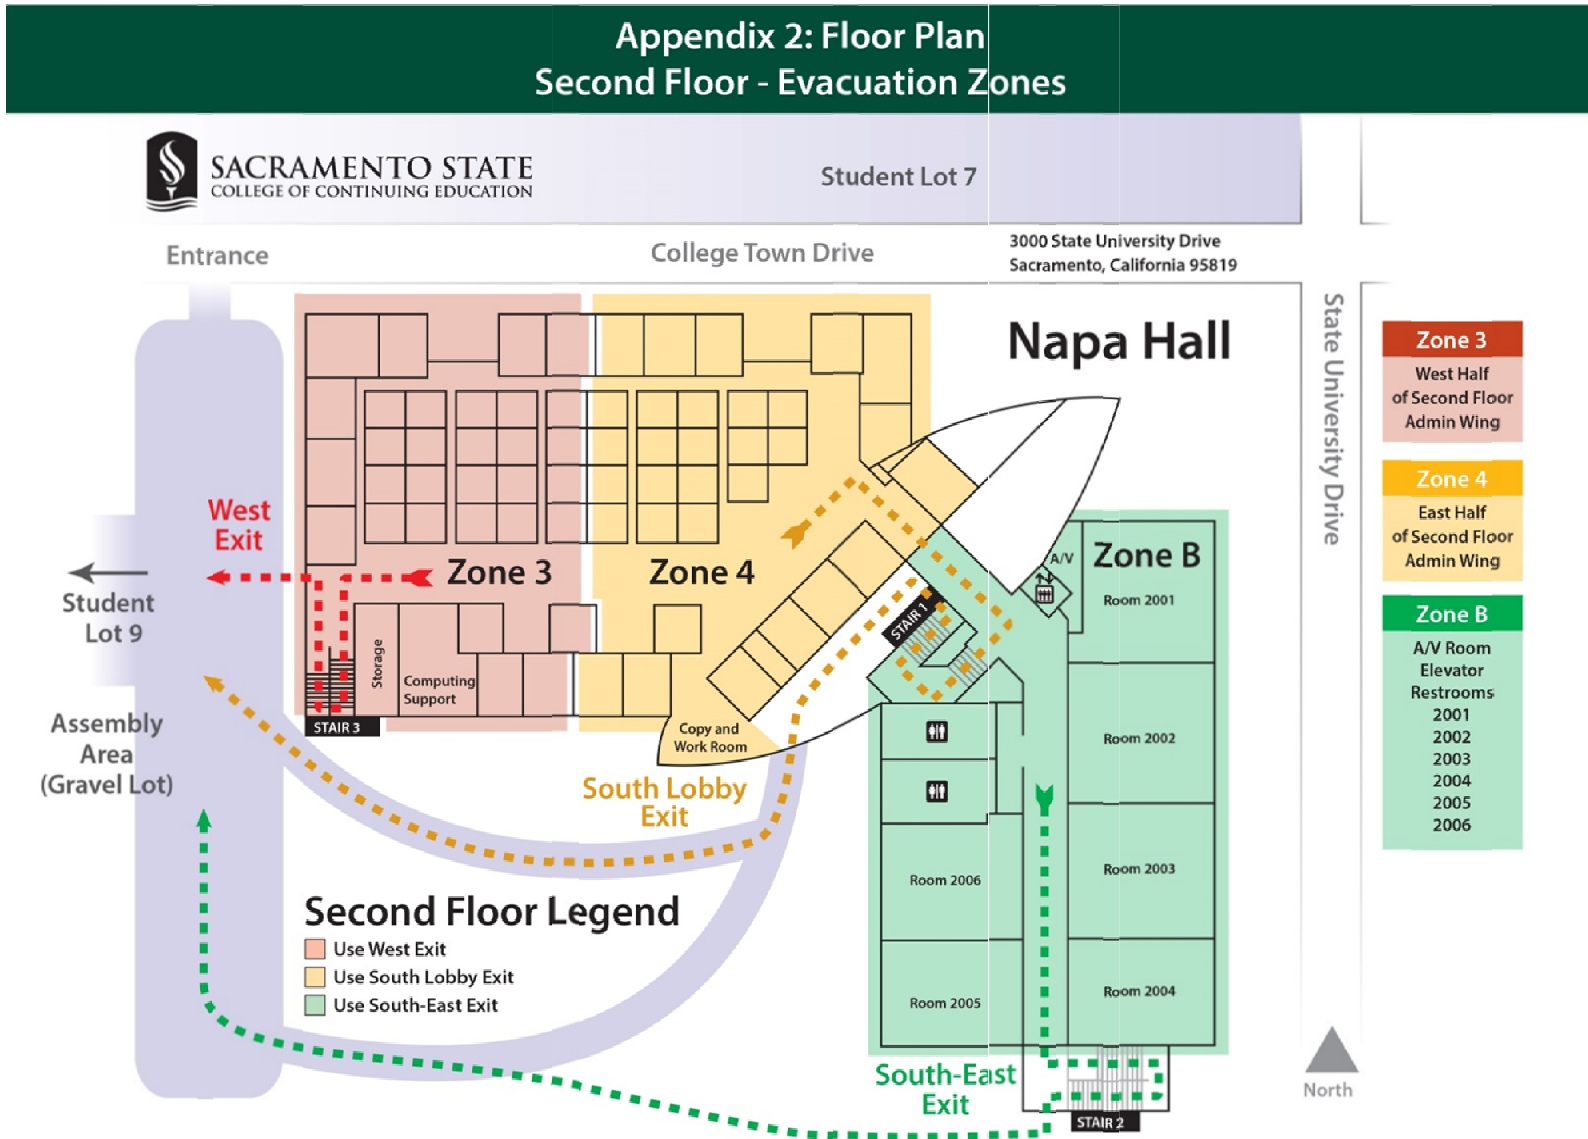 Appendix 2: Floor Plan
Second Floor - Evacuation Zones
SACRAMENTO STATE
COLLEGE OF CONTINUING EDUCATION
Student Lot 7
Entrance
College Town Drive
3000 State University Drive
Sacramento, California 95819
Napa Hall
State University Drive
Zone 3
West Half
of Second Floor
Admin Wing
Zone 4
East Half
of Second Floor
Admin Wing
Zone B
A/V Room
Elevator
Restrooms
2001
2002
2003
2004
2005
2006
West
Exit
Zone 3
Zone 4
A/V
Zone B
Room 2001
Student
Lot 9
STAIR 1
Storage
Computing
Support
STAIR 3
Copy and
Work Room
Room 2002
Assembly
Area
(Gravel Lot)
South Lobby
Exit
Room 2006
Room 2003
Second Floor Legend
Use West Exit
Use South Lobby Exit
Use South-East Exit
Room 2005
Room 2004
South-East
Exit
STAIR 2
North